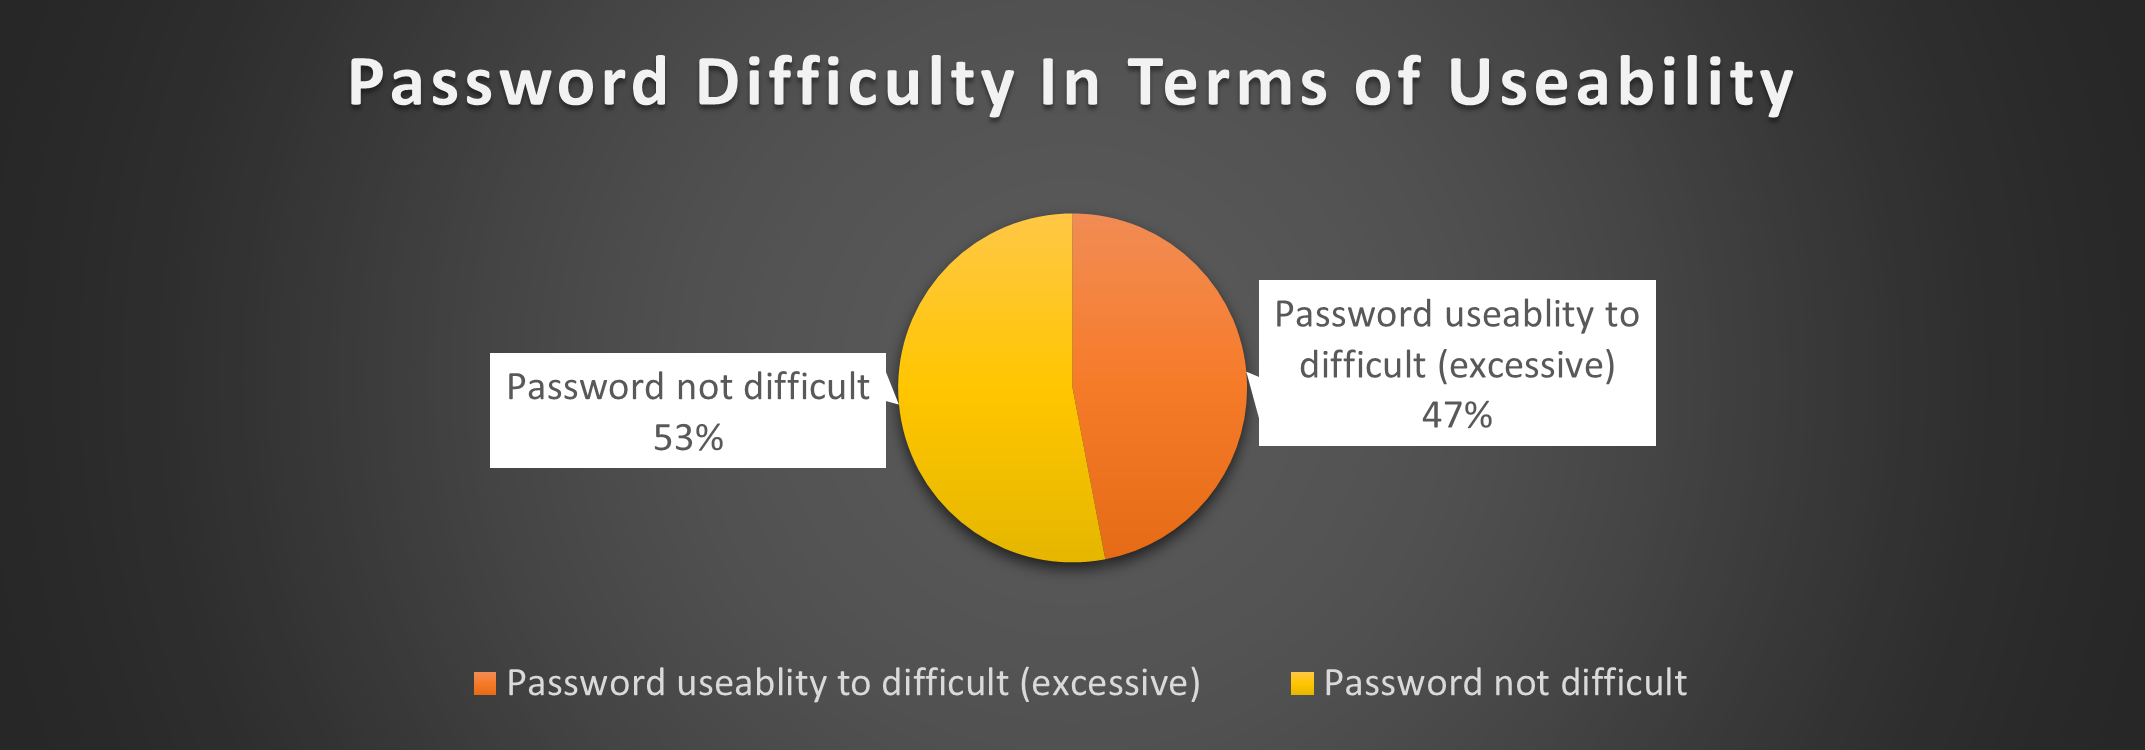 Password Difficulty In Terms of Useability
Password useablity to
difficult (excessive)
47%
Password not difficult
53%
Password useablity to difficult (excessive)
Password not difficult